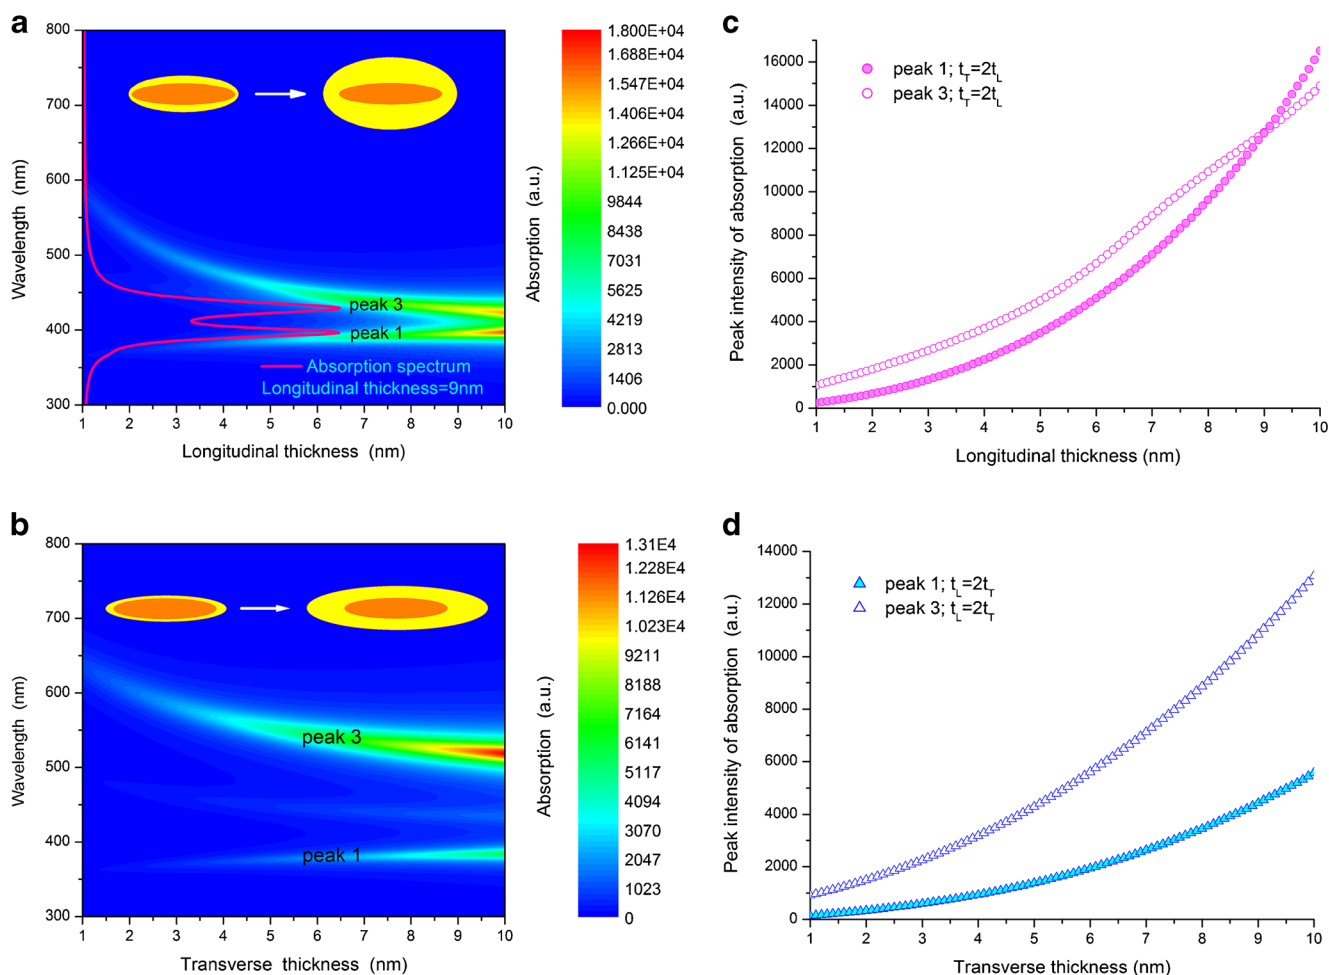 a
800
700
600
500
400
300
Wavelength (nm)
peak 3
peak 1
Absorption spectrum
Longitudinal thickness=9nm
1 2 3 4 5 6 7 8 9 10
Longitudinal thickness (nm)
Absorption (a.u.)
1.800E+04
1.688E+04
1.547E+04
1.406E+04
1.266E+04
1.125E+04
9844
8438
7031
5625
4219
2813
1406
0.000
c
16000
14000
12000
10000
8000
6000
4000
2000
0
Peak intensity of absorption (a.u.)
peak 1; t_T=2t_L
peak 3; t_T=2t_L
1 2 3 4 5 6 7 8 9 10
Longitudinal thickness (nm)
b
800
700
600
500
400
300
Wavelength (nm)
peak 3
peak 1
1 2 3 4 5 6 7 8 9 10
Transverse thickness (nm)
Absorption (a.u.)
1.31E4
1.228E4
1.126E4
1.023E4
9211
8188
7164
6141
5117
4094
3070
2047
1023
0
d
14000
12000
10000
8000
6000
4000
2000
0
Peak intensity of absorption (a.u.)
peak 1; t_L=2t_T
peak 3; t_L=2t_T
1 2 3 4 5 6 7 8 9 10
Transverse thickness (nm)